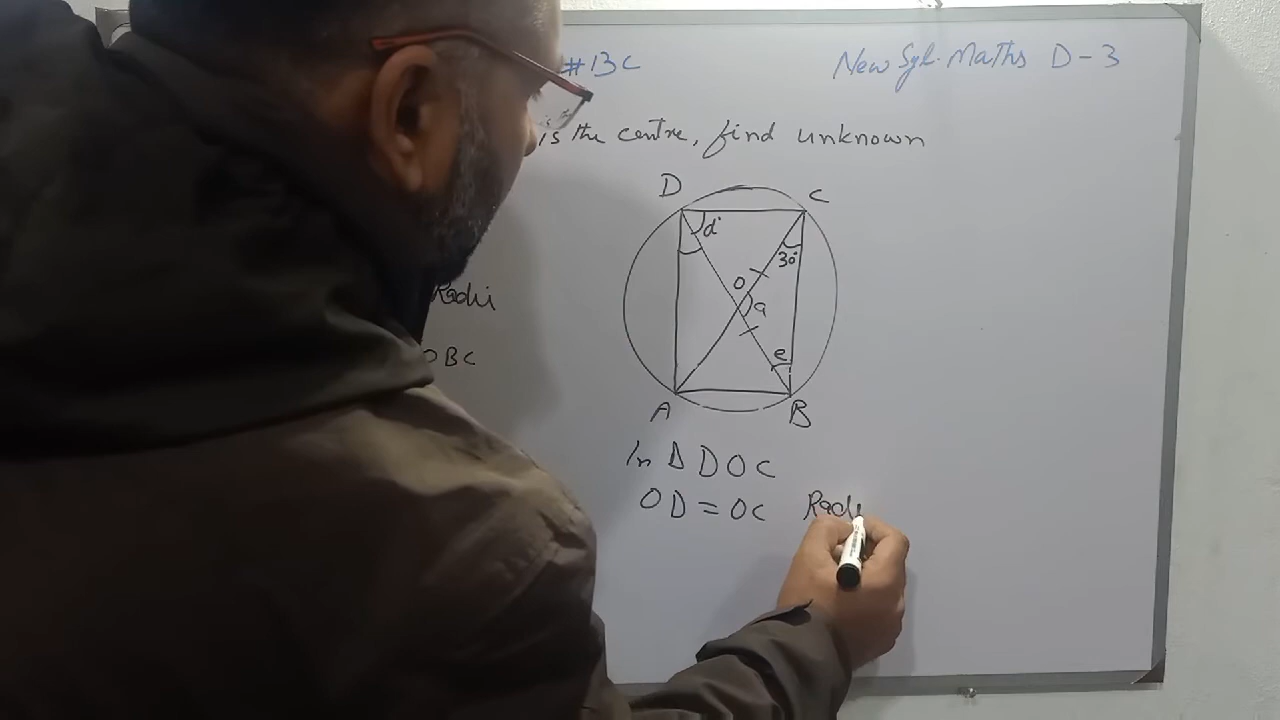 #13C
New Syl. Maths D-3
is the centre, find unknown
D
C
d°
30°
O
a
e
A
B
Radii
OBC
In Δ DOC
OD = OC Radi